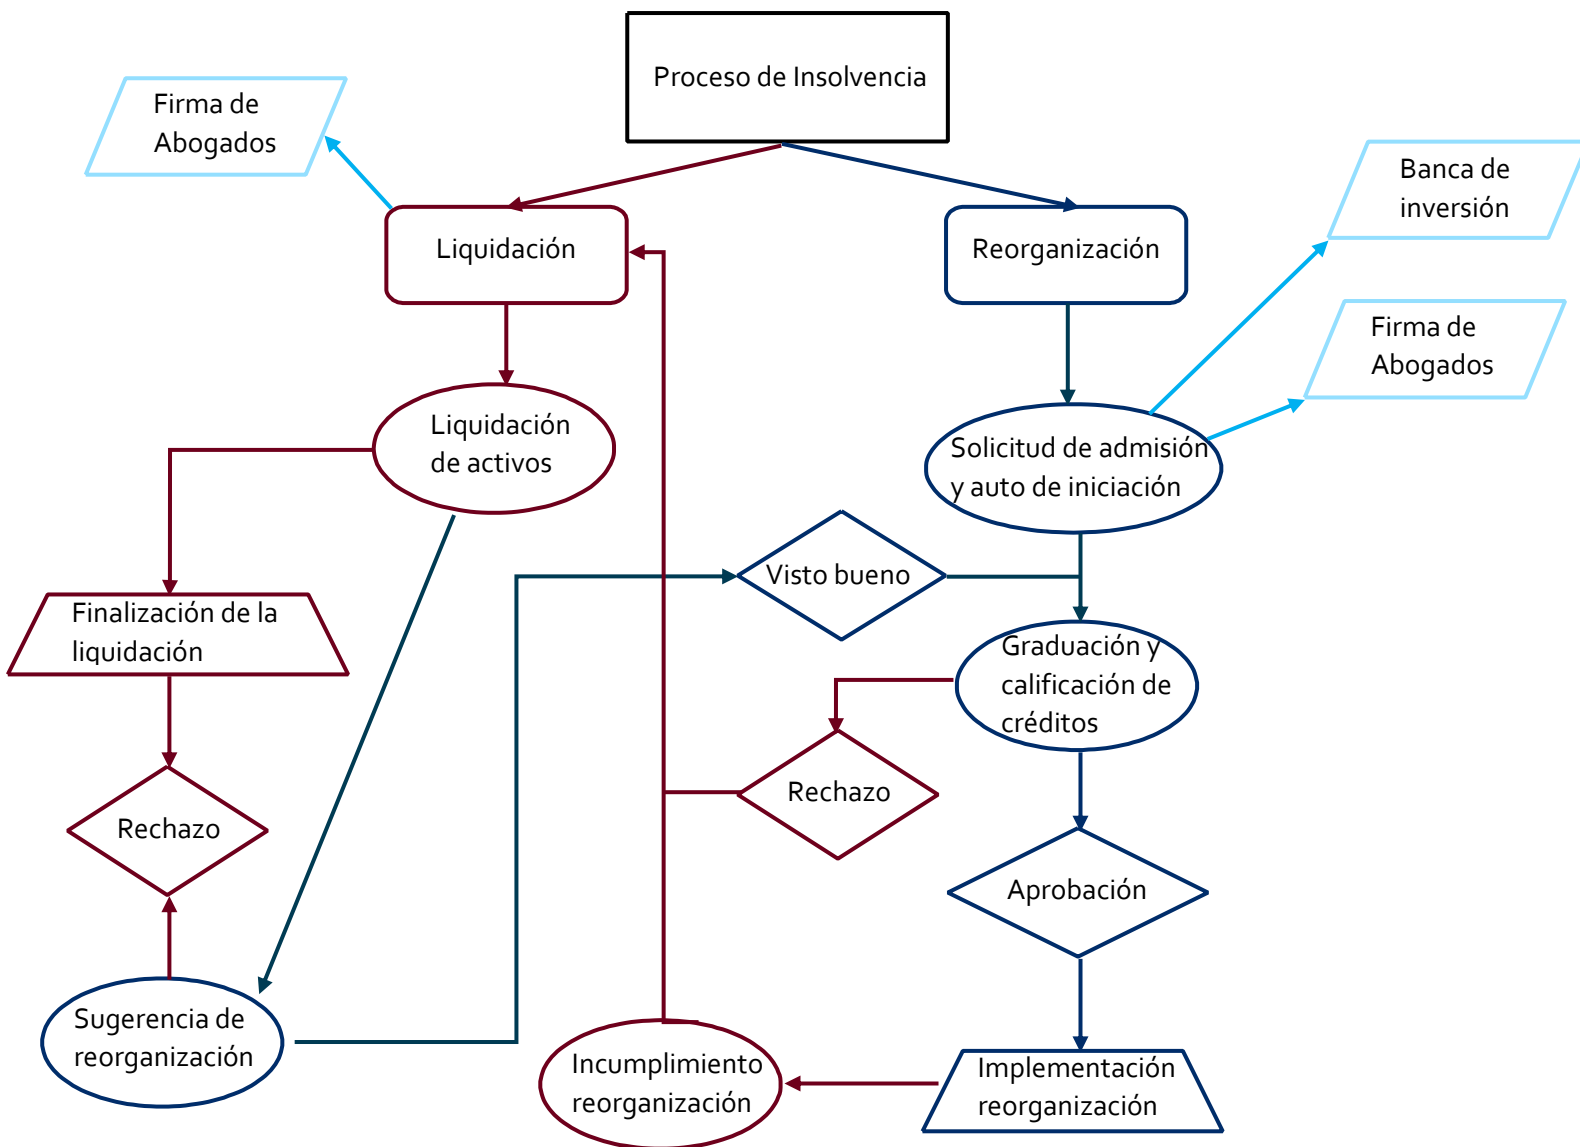 Proceso de Insolvencia
Firma de
Abogados
Banca de
inversión
Liquidación
Reorganización
Firma de
Abogados
Liquidación
de activos
Solicitud de admisión
y auto de iniciación
Visto bueno
Finalización de la
liquidación
Graduación y
calificación de
créditos
Rechazo
Rechazo
Aprobación
Sugerencia de
reorganización
Incumplimiento
reorganización
Implementación
reorganización